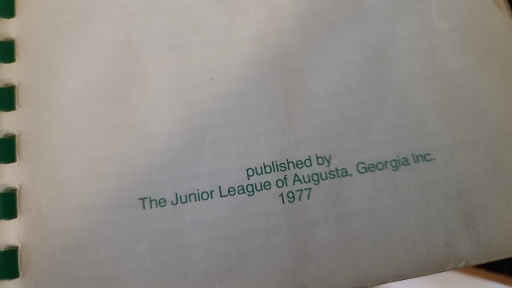 published by
The Junior League of Augusta, Georgia Inc.
1977